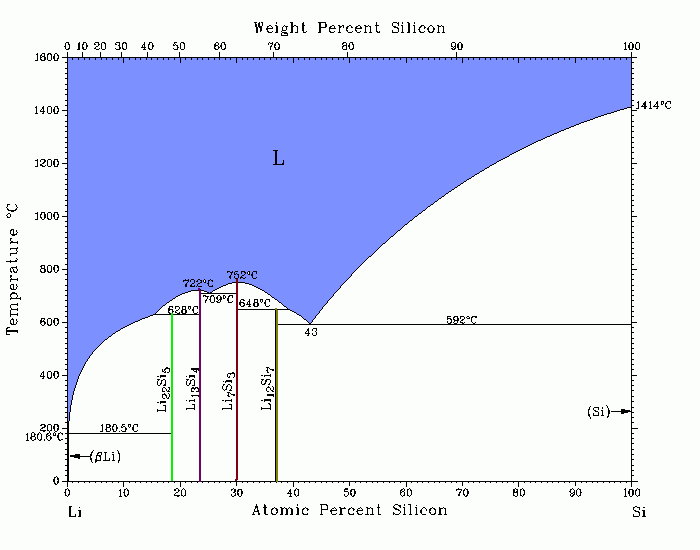 Weight Percent Silicon
0 10 20 30 40 50 60 70 80 90 100
1600
1400
1414°C
1200
L
1000
Temperature °C
800
752°C
722°C
709°C
648°C
628°C
600
592°C
43
400
Li22Si5
Li13Si4
Li7Si3
Li12Si7
(Si)
200
180.6°C
180.5°C
(βLi)
0
0 10 20 30 40 50 60 70 80 90 100
Li
Atomic Percent Silicon
Si